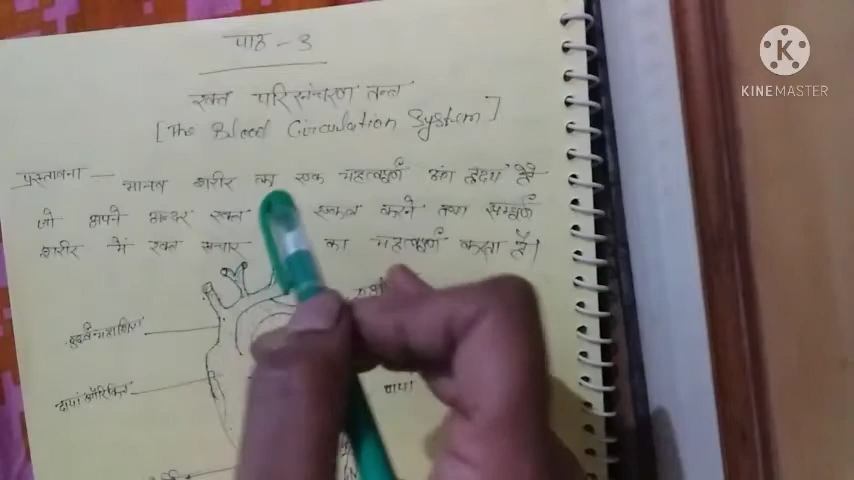 पाठ - 3
रक्त परिसंचरण तन्त्र
[The Blood Circulation System]
प्रस्तावना — मानव शरीर का एक महत्वपूर्ण अंग हृदय है
जो अपने अन्दर रक्त एकत्र करने तथा सम्पूर्ण
शरीर में रक्त संचार का महत्वपूर्ण करता है।
दायां ऑरिकिल
बायां
K
KINEMASTER